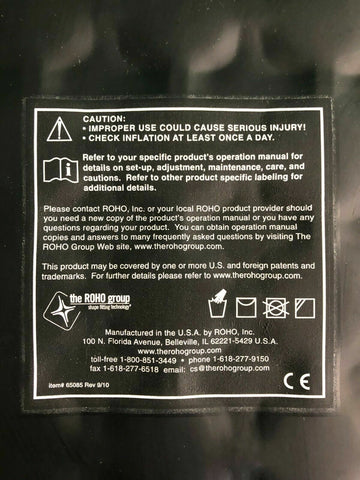 CAUTION:
• IMPROPER USE COULD CAUSE SERIOUS INJURY!
• CHECK INFLATION AT LEAST ONCE A DAY.
Refer to your specific product's operation manual for
details on set-up, adjustment, maintenance, care, and
cautions. Refer to other product specific labeling for
additional details.
Please contact ROHO, Inc. or your local ROHO product provider should
you need a new copy of the product's operation manual or you have any
questions regarding your product. You can obtain operation manual
copies and answers to many frequently asked questions by visiting The
ROHO Group Web site, www.therohogroup.com.
This product may be covered by one or more U.S. and foreign patents and
trademarks. For further details please refer to www.therohogroup.com.
the ROHO group
shape fitting technology®
Manufactured in the U.S.A. by ROHO, Inc.
100 N. Florida Avenue, Belleville, IL 62221-5429 U.S.A.
www.therohogroup.com
toll-free 1-800-851-3449 • phone 1-618-277-9150
fax 1-618-277-6518 email: cs@therohogroup.com
item# 65085 Rev 9/10
CE